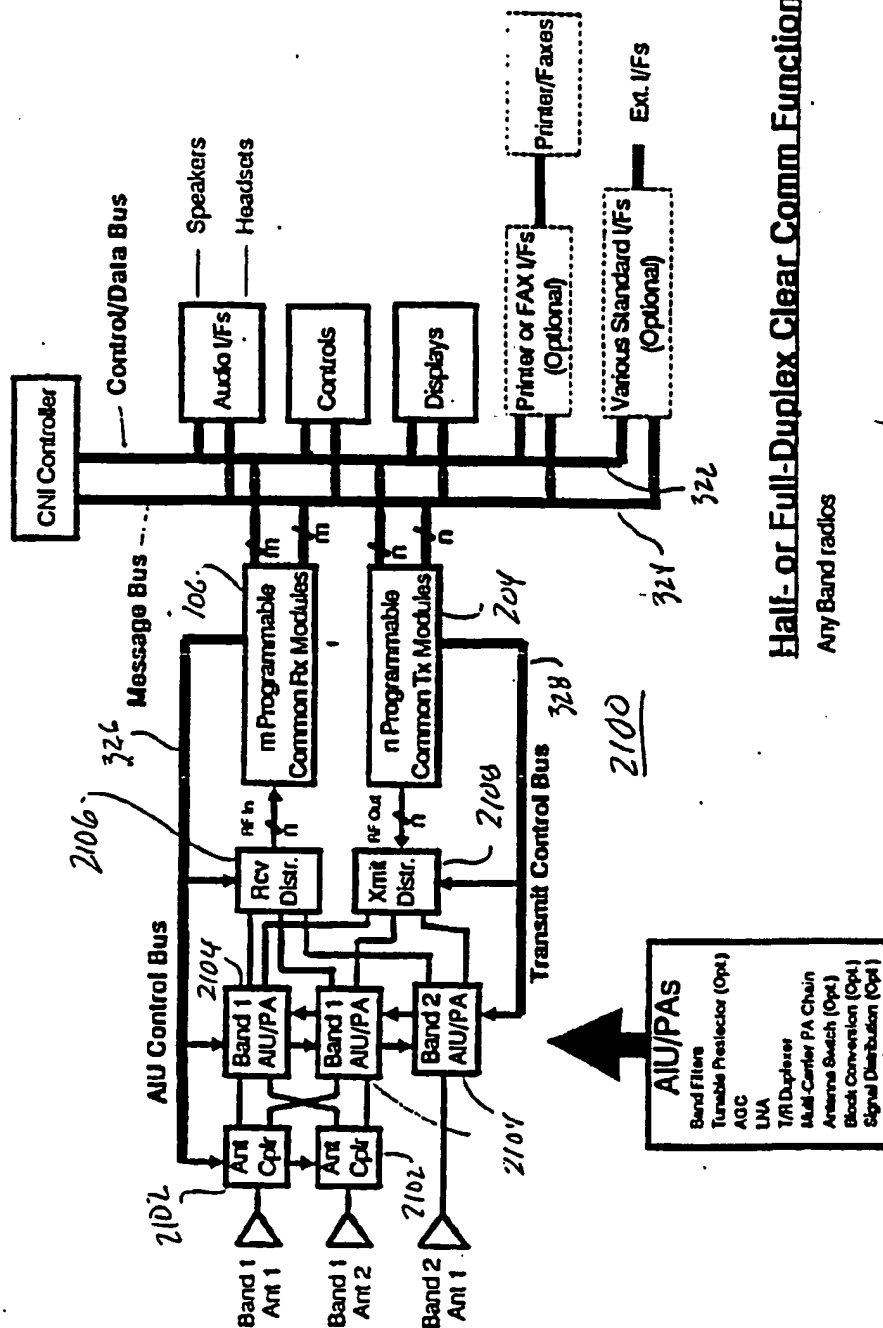 CNI Controller
Message Bus
Control/Data Bus
Audio I/Fs
Speakers
Headsets
Controls
Displays
Printer or FAX I/Fs
(Optional)
Printer/Faxes
Various Standard I/Fs
(Optional)
Ext. I/Fs
322
324
106
m Programmable
Common Rx Modules
m
m
204
n Programmable
Common Tx Modules
n
n
326
AIU Control Bus
2106
Rcv
Distr.
RF In
n
2108
Xmit
Distr.
RF Out
n
328
Transmit Control Bus
2104
Band 1
AIU/PA
Band 1
AIU/PA
Band 2
AIU/PA
2104
2102
Ant
Cplr
Ant
Cplr
2102
Band 1
Ant 1
Band 1
Ant 2
Band 2
Ant 1
2100
AIU/PAs
Band Filters
Tunable Preselector (Opt.)
AGC
LNA
T/R Duplexer
Multi-Carrier PA Chain
Antenna Switch (Opt.)
Block Conversion (Opt.)
Signal Distribution (Opt.)
Half- or Full-Duplex Clear Comm Function
Any Band radios